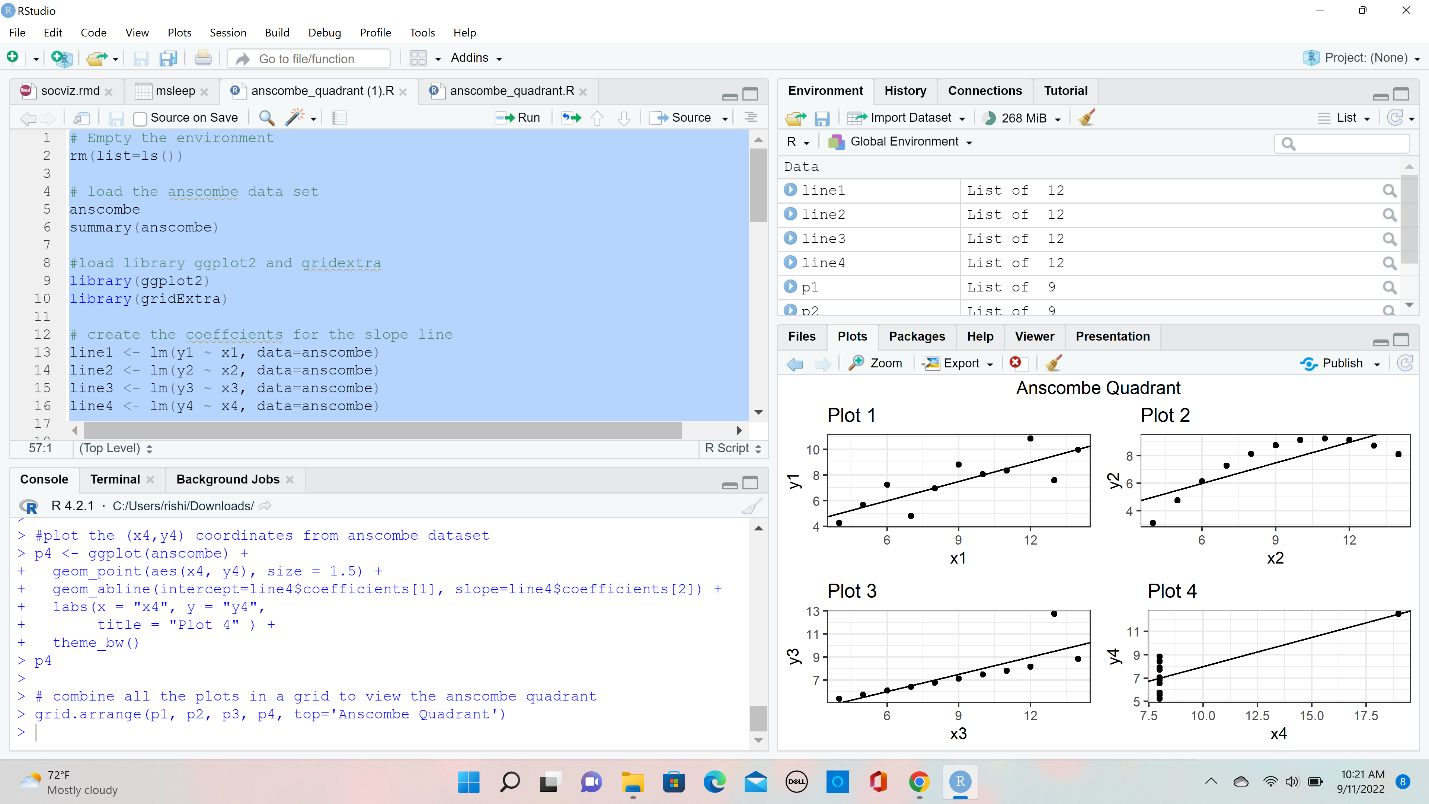 RStudio
File Edit Code View Plots Session Build Debug Profile Tools Help
Go to file/function Addins Project: (None)
socviz.rmd msleep anscombe_quadrant (1).R anscombe_quadrant.R
Source on Save Run Source
1 # Empty the environment
2 rm(list=ls())
3
4 # load the anscombe data set
5 anscombe
6 summary(anscombe)
7
8 #load library ggplot2 and gridextra
9 library(ggplot2)
10 library(gridExtra)
11
12 # create the coeffcients for the slope line
13 line1 <- lm(y1 ~ x1, data=anscombe)
14 line2 <- lm(y2 ~ x2, data=anscombe)
15 line3 <- lm(y3 ~ x3, data=anscombe)
16 line4 <- lm(y4 ~ x4, data=anscombe)
17
57:1 (Top Level) R Script
Console Terminal Background Jobs
R 4.2.1 · C:/Users/rishi/Downloads/
>
> #plot the (x4,y4) coordinates from anscombe dataset
> p4 <- ggplot(anscombe) +
+ geom_point(aes(x4, y4), size = 1.5) +
+ geom_abline(intercept=line4$coefficients[1], slope=line4$coefficients[2]) +
+ labs(x = "x4", y = "y4",
+ title = "Plot 4" ) +
+ theme_bw()
> p4
>
> # combine all the plots in a grid to view the anscombe quadrant
> grid.arrange(p1, p2, p3, p4, top='Anscombe Quadrant')
>
Environment History Connections Tutorial
Import Dataset 268 MiB List
R Global Environment
Data
line1 List of 12
line2 List of 12
line3 List of 12
line4 List of 12
p1 List of 9
p2 List of 9
Files Plots Packages Help Viewer Presentation
Zoom Export Publish
Anscombe Quadrant
Plot 1
10
8
6
4
y1
6 9 12
x1
Plot 2
8
6
4
y2
6 9 12
x2
Plot 3
13
11
9
7
y3
6 9 12
x3
Plot 4
11
9
7
5
y4
7.5 10.0 12.5 15.0 17.5
x4
72°F
Mostly cloudy
DELL
R
10:21 AM
9/11/2022
8